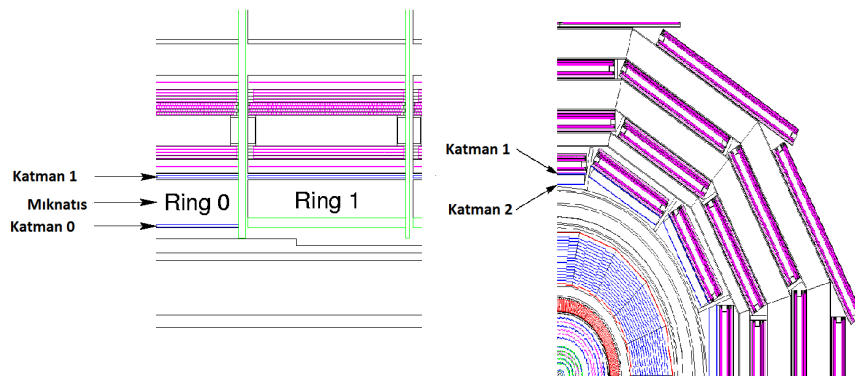 Katman 1
Mıknatıs
Katman 0
Ring 0
Ring 1
Katman 1
Katman 2